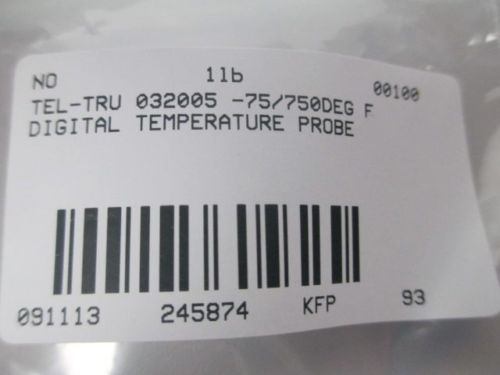 NO 1lb 00100
TEL-TRU 032005 -75/750DEG F
DIGITAL TEMPERATURE PROBE
091113 245874 KFP 93